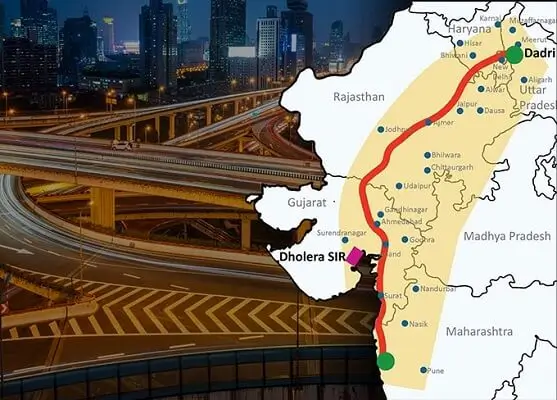 Karnal
Muzaffarnagar
Haryana
Meerut
Hisar
Dadri
Bhiwani
New
Delhi
Aligarh
Alwar
Uttar
Pradesh
Rajasthan
Jaipur
Dausa
Ajmer
Jodhpur
Bhilwara
Chittaurgarh
Udaipur
Gujarat
Gandhinagar
Ahmedabad
Surendranagar
Godhra
Madhya Pradesh
Dholera SIR
Surat
Nandurbar
Nasik
Maharashtra
Pune